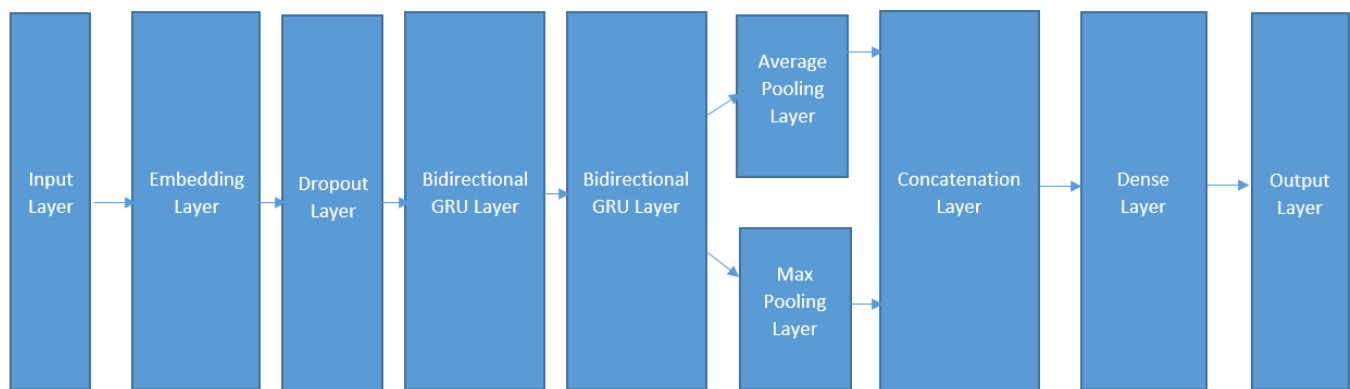 Input
Layer
Embedding
Layer
Dropout
Layer
Bidirectional
GRU Layer
Bidirectional
GRU Layer
Average
Pooling
Layer
Max
Pooling
Layer
Concatenation
Layer
Dense
Layer
Output
Layer